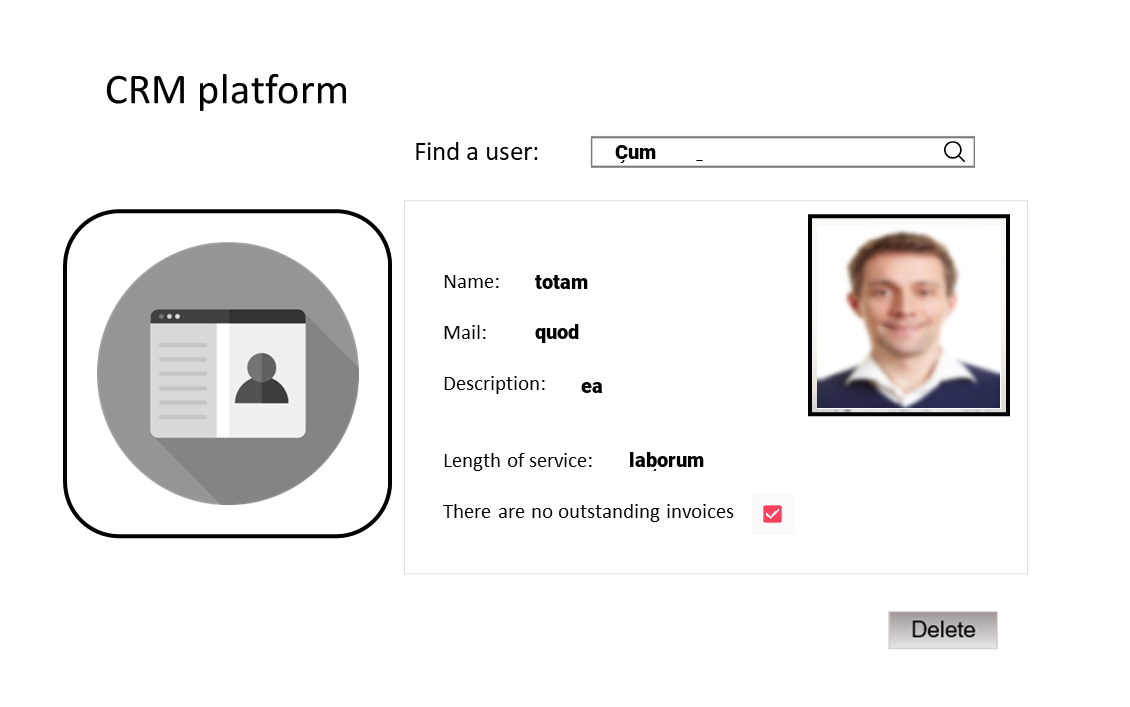 CRM platform
Find a user: Çum _
Name: totam
Mail: quod
Description: ea
Length of service: laborum
There are no outstanding invoices
Delete